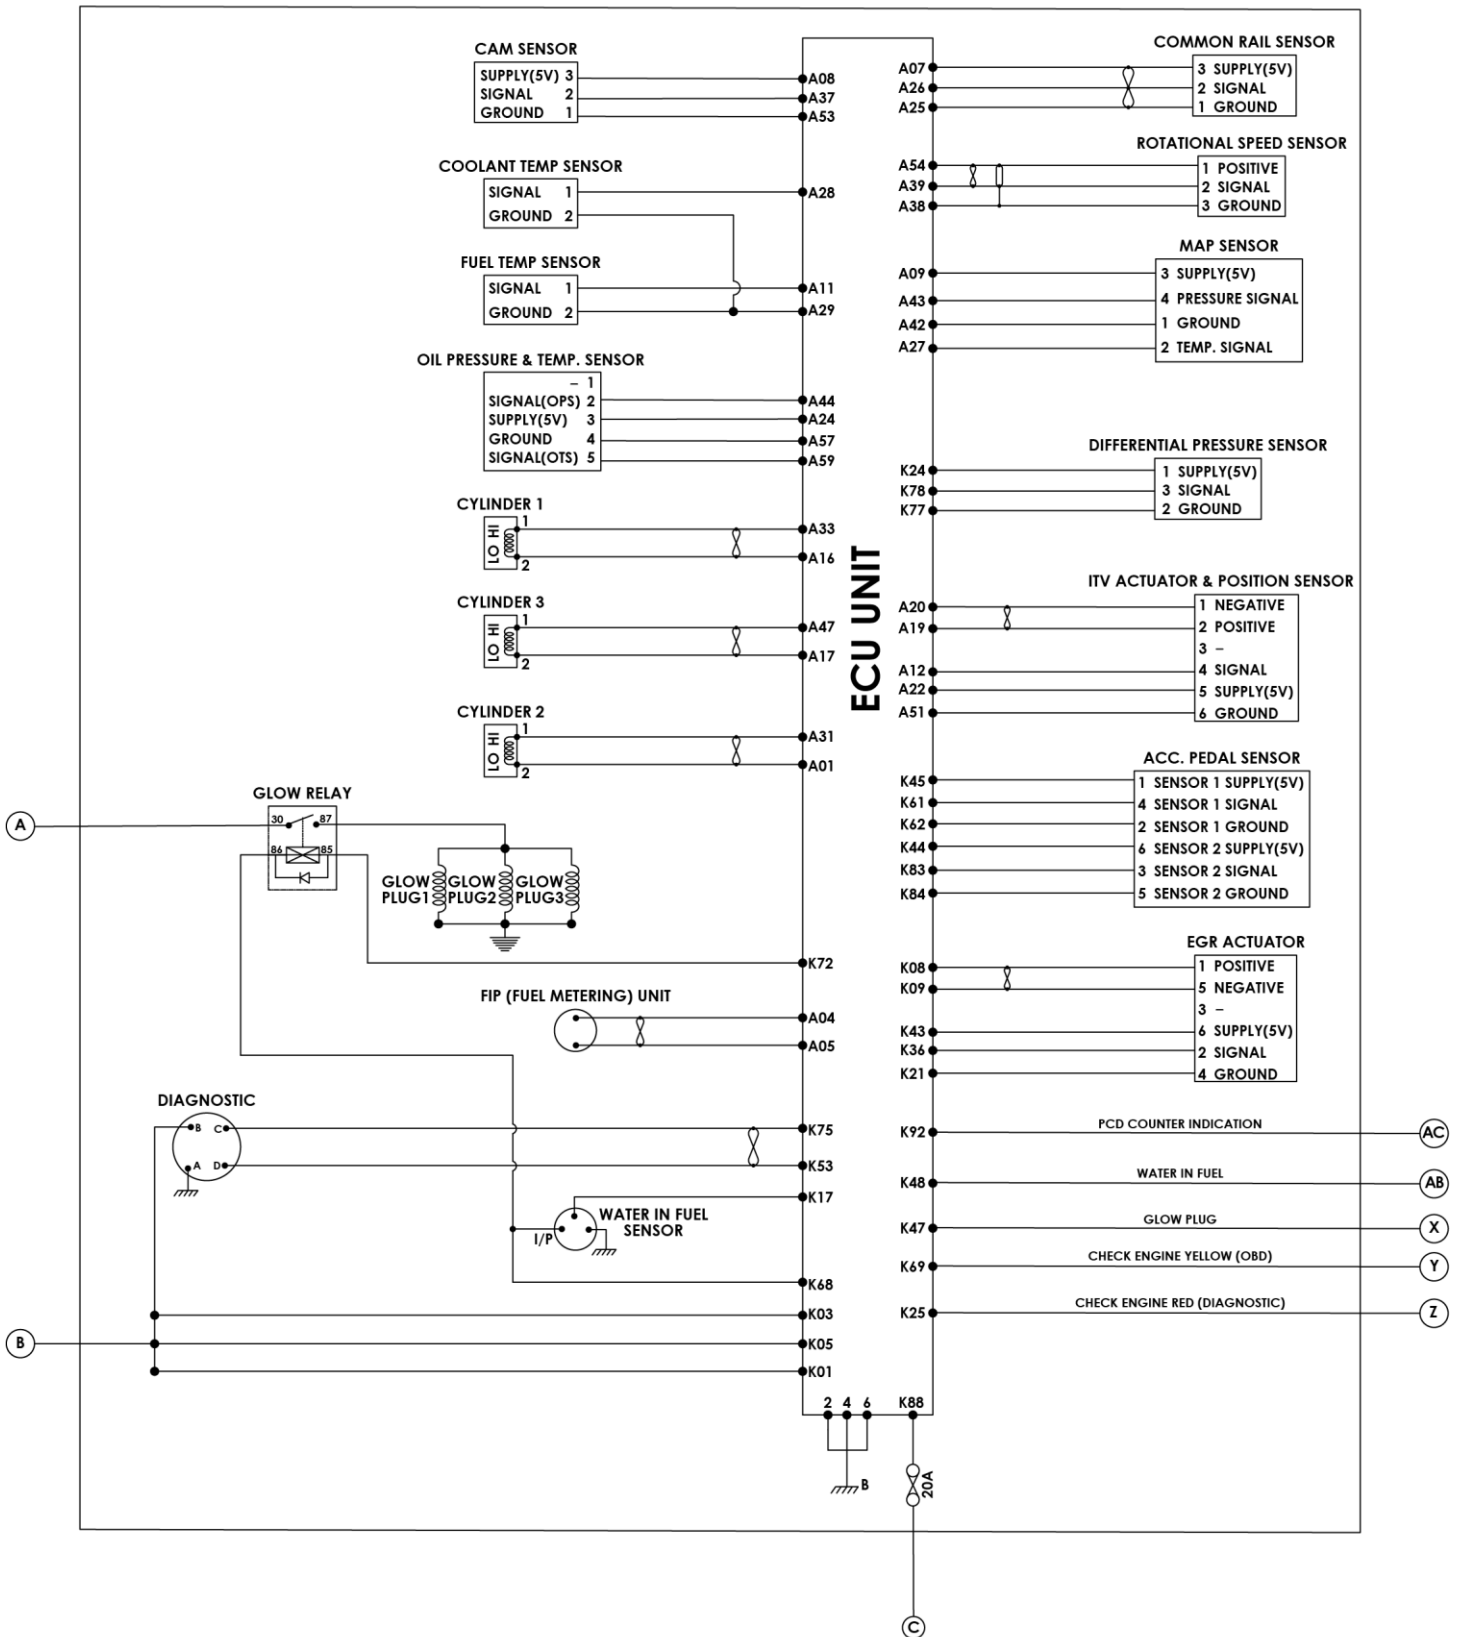 CAM SENSOR
SUPPLY(5V) 3
SIGNAL 2
GROUND 1
A08
A37
A53
COOLANT TEMP SENSOR
SIGNAL 1
GROUND 2
A28
FUEL TEMP SENSOR
SIGNAL 1
GROUND 2
A11
A29
OIL PRESSURE & TEMP. SENSOR
– 1
SIGNAL(OPS) 2
SUPPLY(5V) 3
GROUND 4
SIGNAL(OTS) 5
A44
A24
A57
A59
CYLINDER 1
LO HI
1
2
A33
A16
CYLINDER 3
LO HI
1
2
A47
A17
CYLINDER 2
LO HI
1
2
A31
A01
GLOW RELAY
30 87
86 85
A
GLOW PLUG1
GLOW PLUG2
GLOW PLUG3
K72
FIP (FUEL METERING) UNIT
A04
A05
DIAGNOSTIC
B C
A D
K75
K53
K17
WATER IN FUEL
SENSOR
I/P
K68
K03
B
K05
K01
ECU UNIT
2 4 6 K88
B
20A
C
COMMON RAIL SENSOR
A07
A26
A25
3 SUPPLY(5V)
2 SIGNAL
1 GROUND
ROTATIONAL SPEED SENSOR
A54
A39
A38
1 POSITIVE
2 SIGNAL
3 GROUND
MAP SENSOR
A09
A43
A42
A27
3 SUPPLY(5V)
4 PRESSURE SIGNAL
1 GROUND
2 TEMP. SIGNAL
DIFFERENTIAL PRESSURE SENSOR
K24
K78
K77
1 SUPPLY(5V)
3 SIGNAL
2 GROUND
ITV ACTUATOR & POSITION SENSOR
A20
A19
A12
A22
A51
1 NEGATIVE
2 POSITIVE
3 –
4 SIGNAL
5 SUPPLY(5V)
6 GROUND
ACC. PEDAL SENSOR
K45
K61
K62
K44
K83
K84
1 SENSOR 1 SUPPLY(5V)
4 SENSOR 1 SIGNAL
2 SENSOR 1 GROUND
6 SENSOR 2 SUPPLY(5V)
3 SENSOR 2 SIGNAL
5 SENSOR 2 GROUND
EGR ACTUATOR
K08
K09
K43
K36
K21
1 POSITIVE
5 NEGATIVE
3 –
6 SUPPLY(5V)
2 SIGNAL
4 GROUND
K92 PCD COUNTER INDICATION AC
K48 WATER IN FUEL AB
K47 GLOW PLUG X
K69 CHECK ENGINE YELLOW (OBD) Y
K25 CHECK ENGINE RED (DIAGNOSTIC) Z